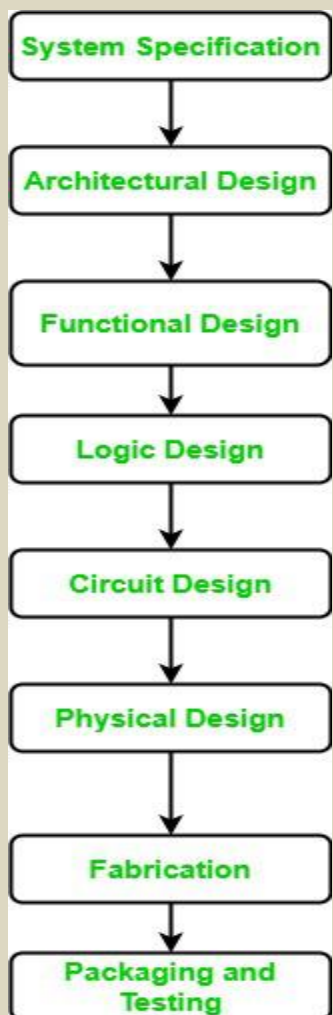 System Specification
Architectural Design
Functional Design
Logic Design
Circuit Design
Physical Design
Fabrication
Packaging and
Testing